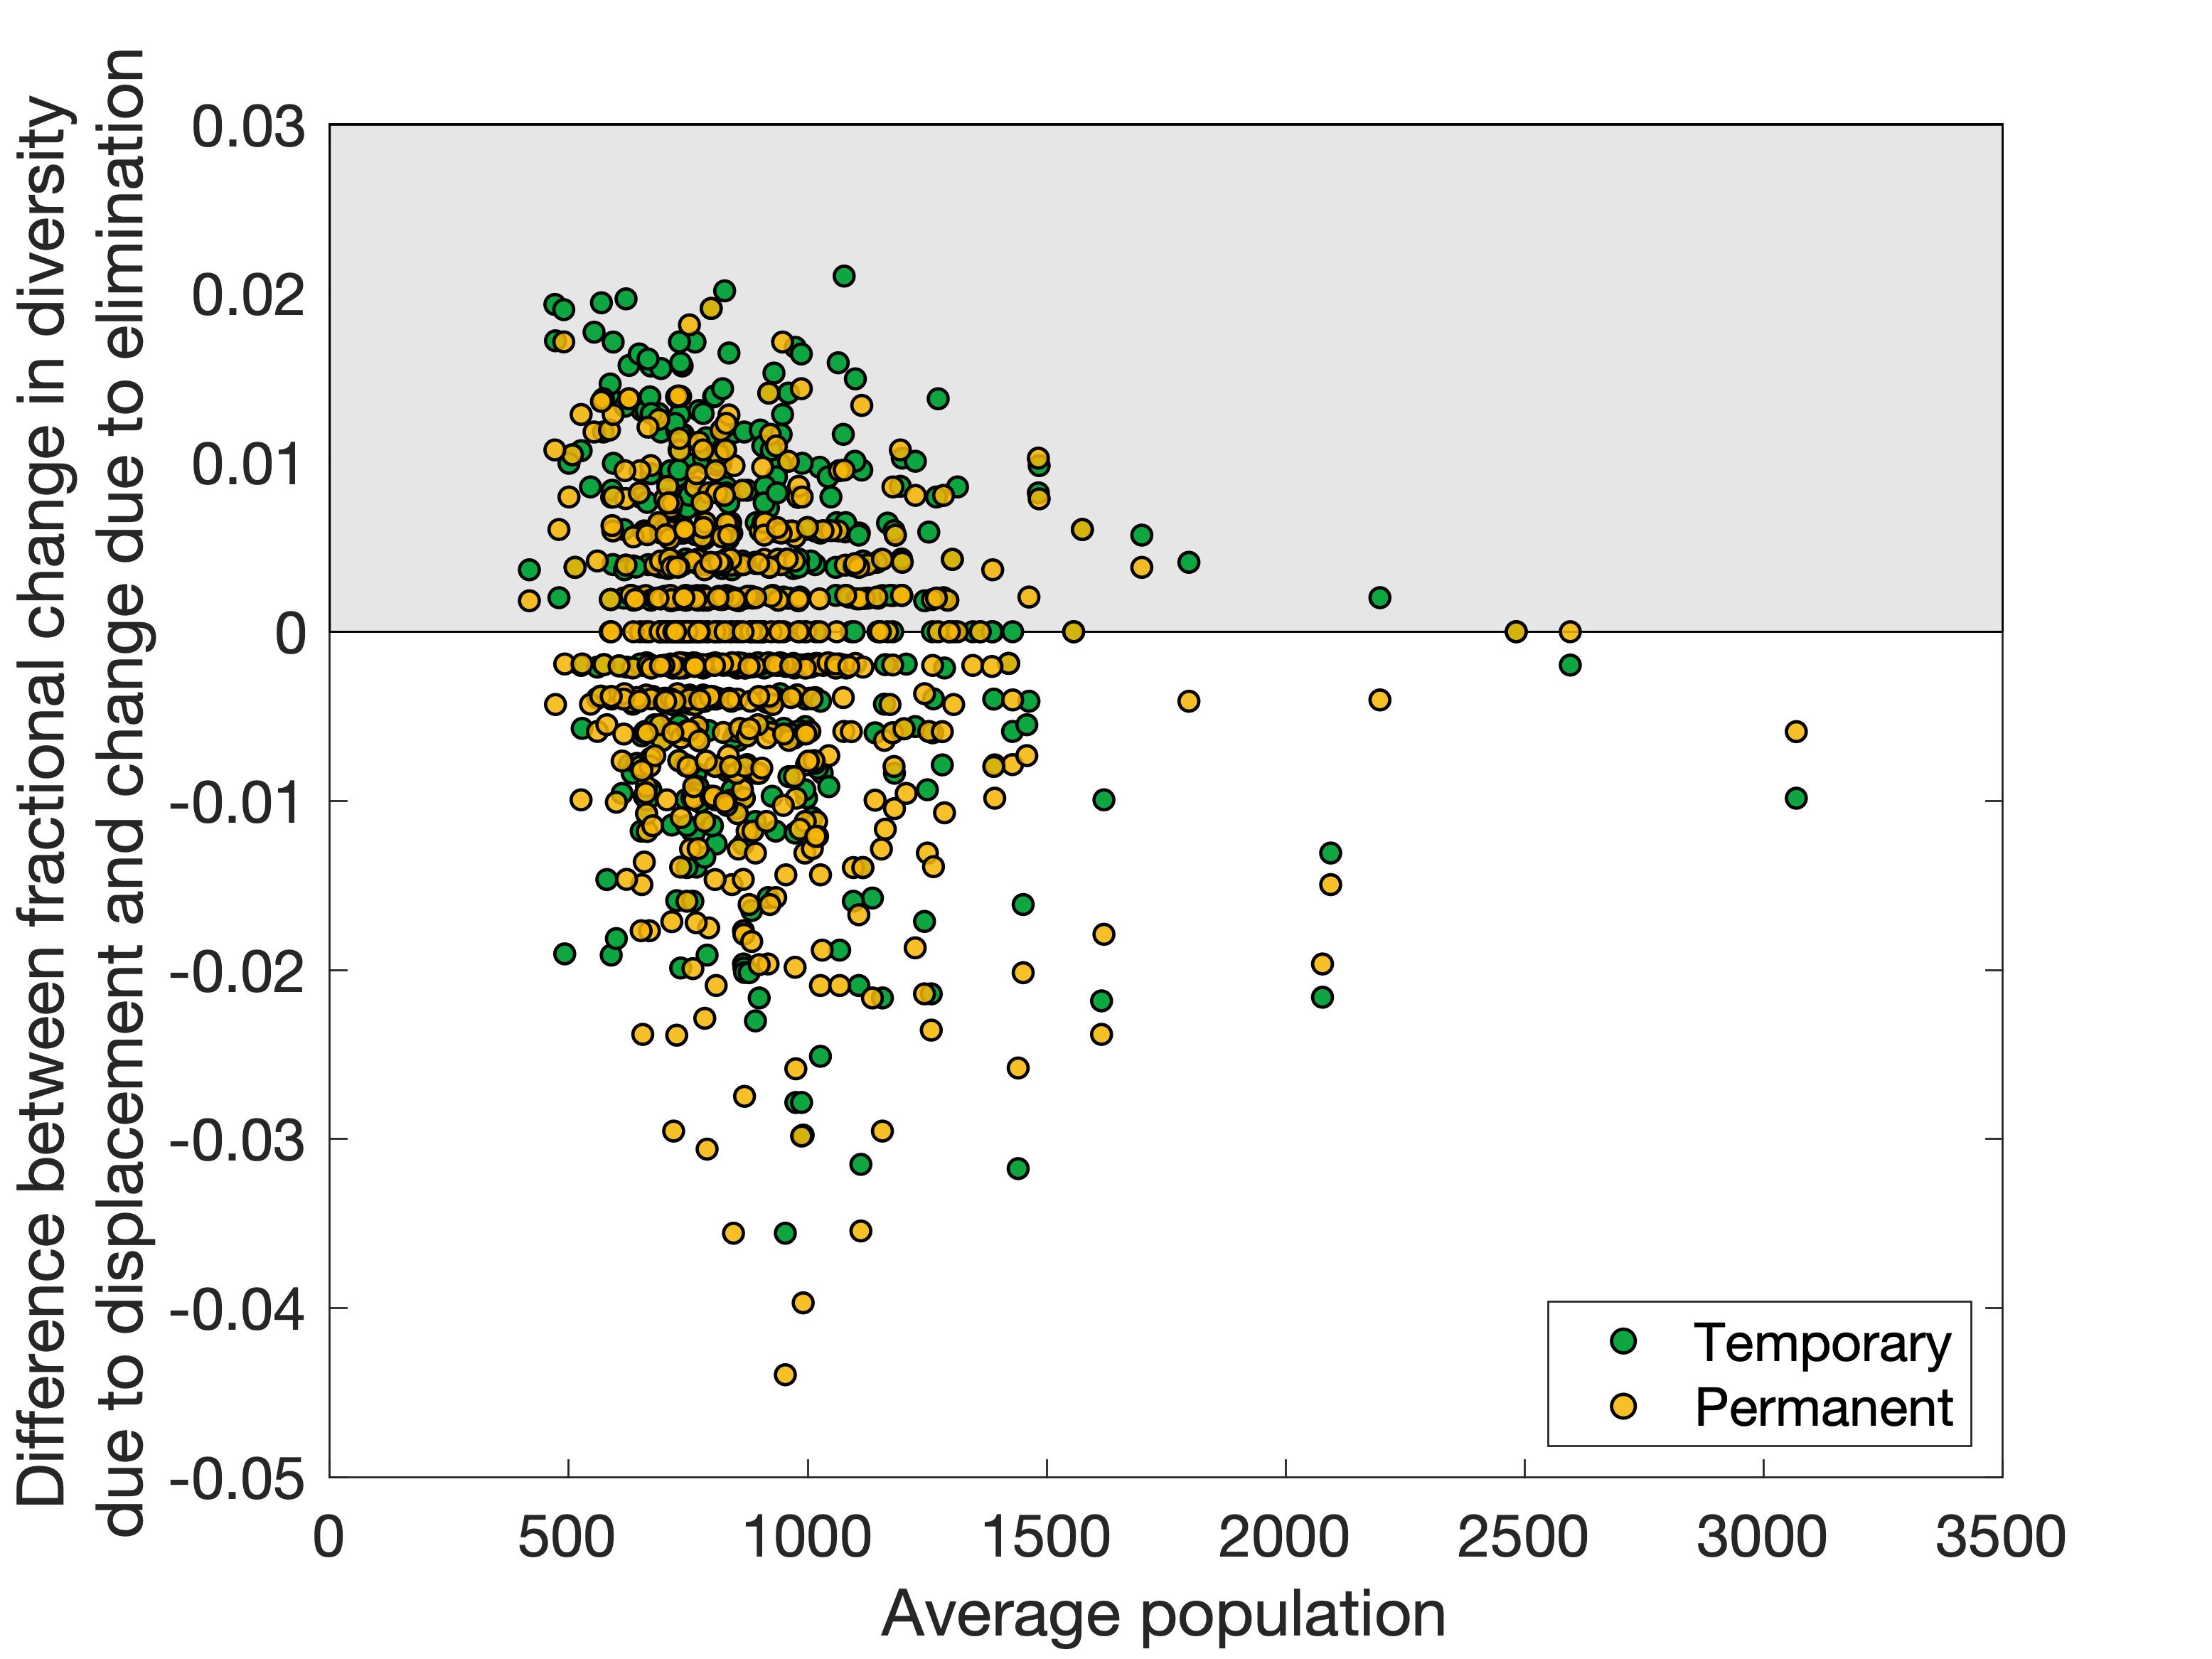 Difference between fractional change in diversity
due to displacement and change due to elimination
0.03
0.02
0.01
0
-0.01
-0.02
-0.03
-0.04
-0.05
0 500 1000 1500 2000 2500 3000 3500
Average population
Temporary
Permanent